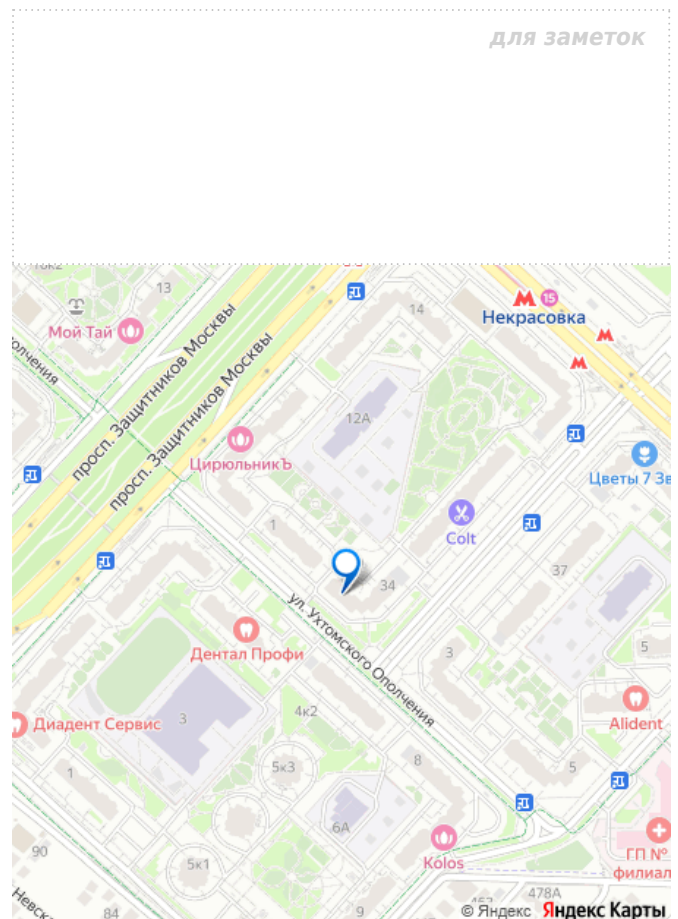 для заметок
13
14
15
Некрасовка
Мой Тай
просп. Защитников Москвы
просп. Защитников Москвы
12А
ЦирюльникЪ
Цветы 7
Colt
1
34
37
ул. Ухтомского Ополчения
Дентал Профи
3
5
Диадент Сервис
3
4к2
Alident
1
5к3
8
5
6А
Kolos
ГП №
филиал
90
5к1
84
9
478А
© Яндекс Яндекс Карты